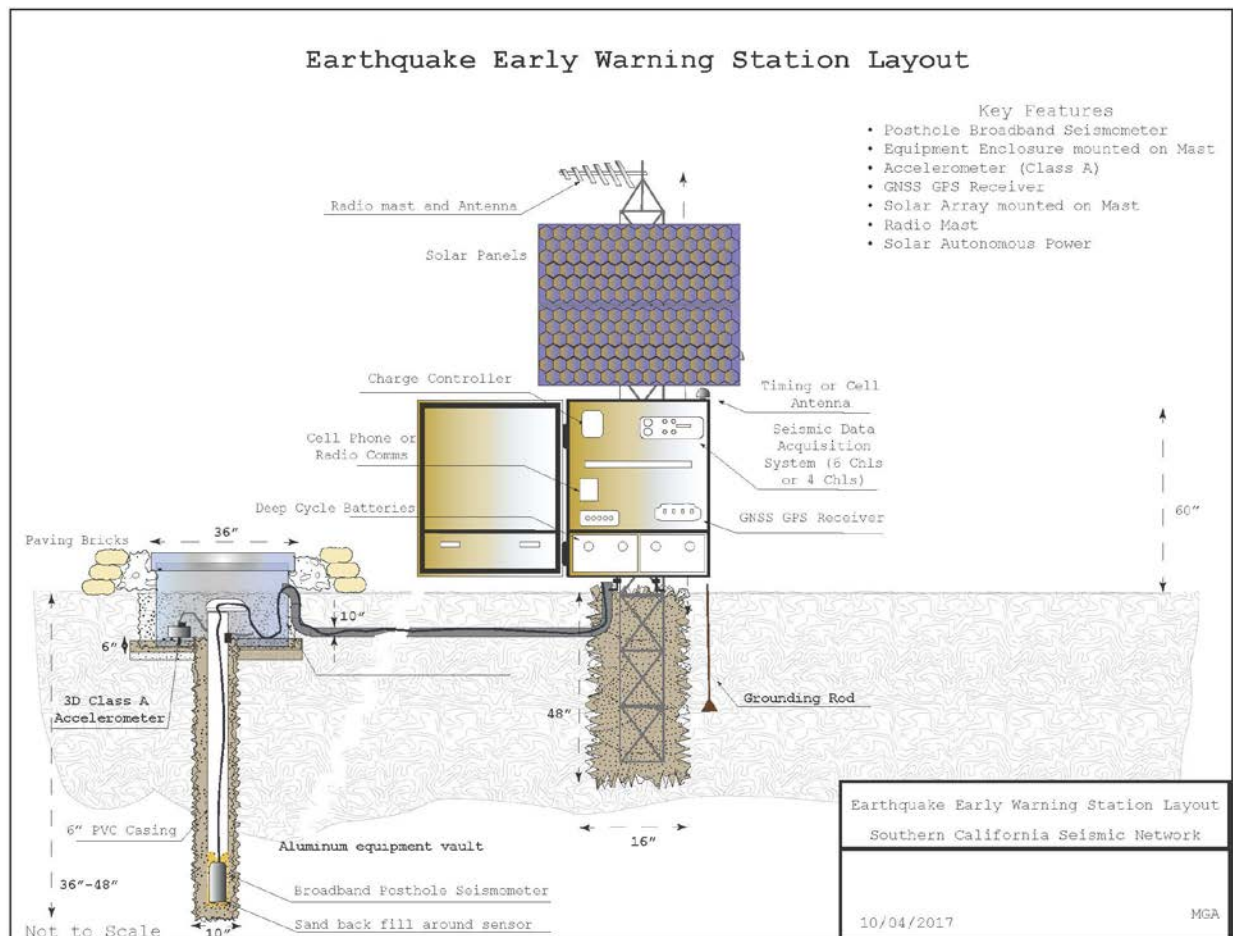 Earthquake Early Warning Station Layout
Key Features
• Posthole Broadband Seismometer
• Equipment Enclosure mounted on Mast
• Accelerometer (Class A)
• GNSS GPS Receiver
• Solar Array mounted on Mast
• Radio Mast
• Solar Autonomous Power
Radio mast and Antenna
Solar Panels
Charge Controller
Timing or Cell
Antenna
Cell Phone or
Radio Comms
Seismic Data
Acquisition
System (6 Chls
or 4 Chls)
Deep Cycle Batteries
GNSS GPS Receiver
60"
36"
Paving Bricks
10"
6"
3D Class A
Accelerometer
48"
Grounding Rod
6" PVC Casing
Aluminum equipment vault
16"
36"-48"
Broadband Posthole Seismometer
Sand back fill around sensor
Not to Scale
10"
Earthquake Early Warning Station Layout
Southern California Seismic Network
10/04/2017
MGA